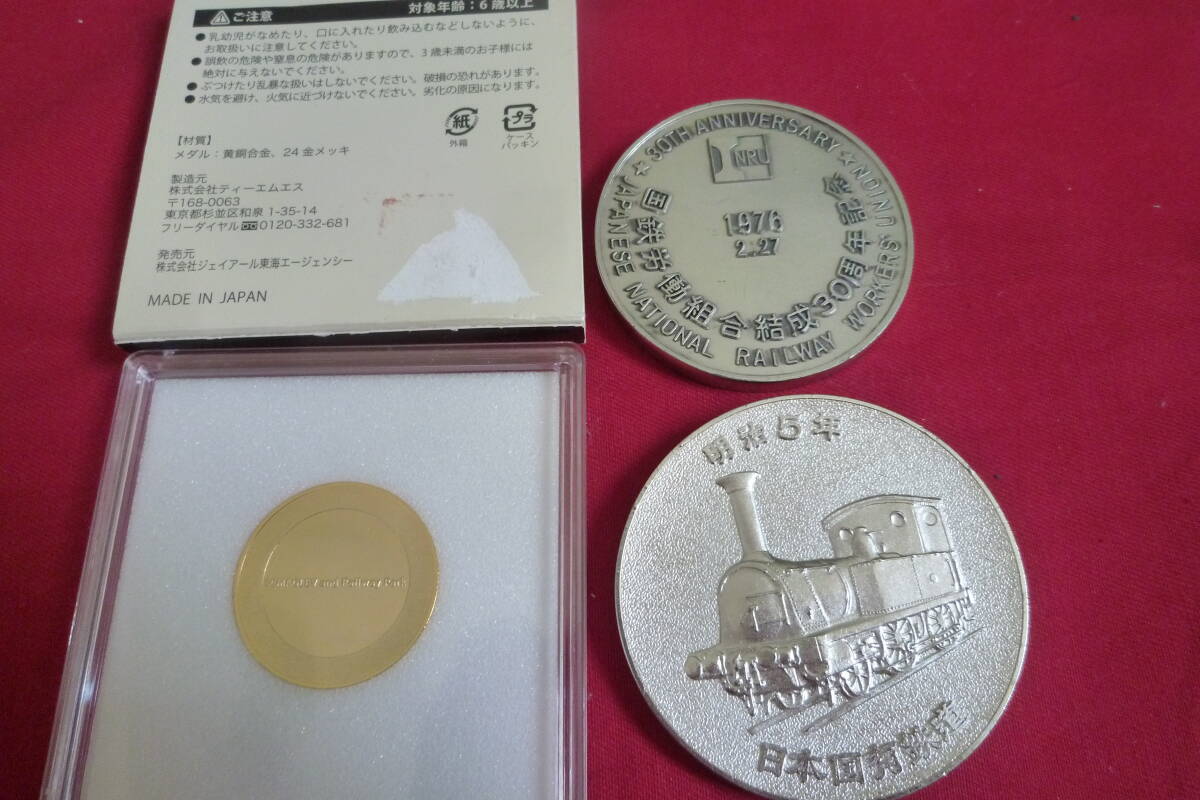 ご注意
対象年齢：6歳以上
●乳幼児がなめたり、口に入れたり飲み込むなどしないように、
お取扱いに注意してください。
●誤飲の危険や窒息の危険がありますので、3歳未満のお子様には
絶対に与えないでください。
●ぶつけたり乱暴な扱いはしないでください。破損の恐れがあります。
●水気を避け、火気に近づけないでください。劣化の原因になります。
紙
外箱
プラ
ケース
パッキン
【材質】
メダル：黄銅合金、24金メッキ
製造元
株式会社ティーエムエス
〒168-0063
東京都杉並区和泉 1-35-14
フリーダイヤル 0120-332-681
発売元
株式会社ジェイアール東海エージェンシー
MADE IN JAPAN
★ 30TH ANNIVERSARY ★
NRU
1976
2.27
国鉄労働組合結成30周年記念
JAPANESE NATIONAL RAILWAY WORKERS' UNION
and Railway Park
明治5年
日本国有鉄道